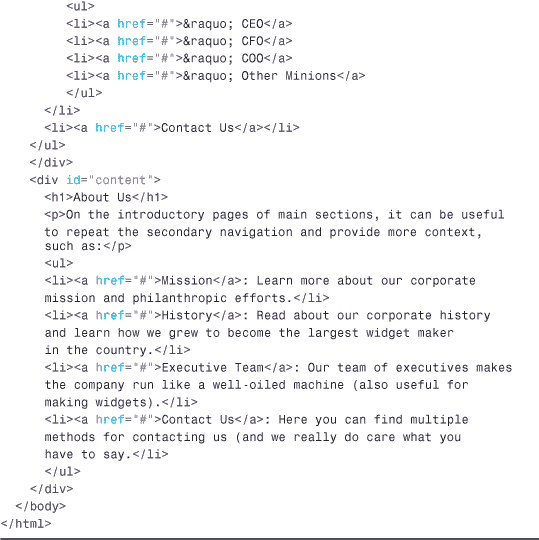 <ul>
<li><a href="#">&raquo; CEO</a>
<li><a href="#">&raquo; CFO</a>
<li><a href="#">&raquo; COO</a>
<li><a href="#">&raquo; Other Minions</a>
</ul>
</li>
<li><a href="#">Contact Us</a></li>
</ul>
</div>
<div id="content">
<h1>About Us</h1>
<p>On the introductory pages of main sections, it can be useful
to repeat the secondary navigation and provide more context,
such as:</p>
<ul>
<li><a href="#">Mission</a>: Learn more about our corporate
mission and philanthropic efforts.</li>
<li><a href="#">History</a>: Read about our corporate history
and learn how we grew to become the largest widget maker
in the country.</li>
<li><a href="#">Executive Team</a>: Our team of executives makes
the company run like a well-oiled machine (also useful for
making widgets).</li>
<li><a href="#">Contact Us</a>: Here you can find multiple
methods for contacting us (and we really do care what you
have to say.</li>
</ul>
</div>
</body>
</html>